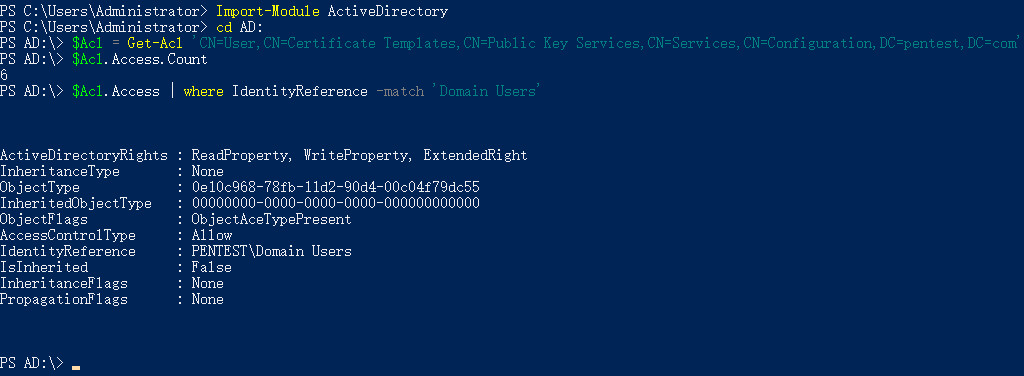 PS C:\Users\Administrator> Import-Module ActiveDirectory
PS C:\Users\Administrator> cd AD:
PS AD:\> $Acl = Get-Acl 'CN=User,CN=Certificate Templates,CN=Public Key Services,CN=Services,CN=Configuration,DC=pentest,DC=com'
PS AD:\> $Acl.Access.Count
6
PS AD:\> $Acl.Access | where IdentityReference -match 'Domain Users'
ActiveDirectoryRights : ReadProperty, WriteProperty, ExtendedRight
InheritanceType : None
ObjectType : 0e10c968-78fb-11d2-90d4-00c04f79dc55
InheritedObjectType : 00000000-0000-0000-0000-000000000000
ObjectFlags : ObjectAceTypePresent
AccessControlType : Allow
IdentityReference : PENTEST\Domain Users
IsInherited : False
InheritanceFlags : None
PropagationFlags : None
PS AD:\>